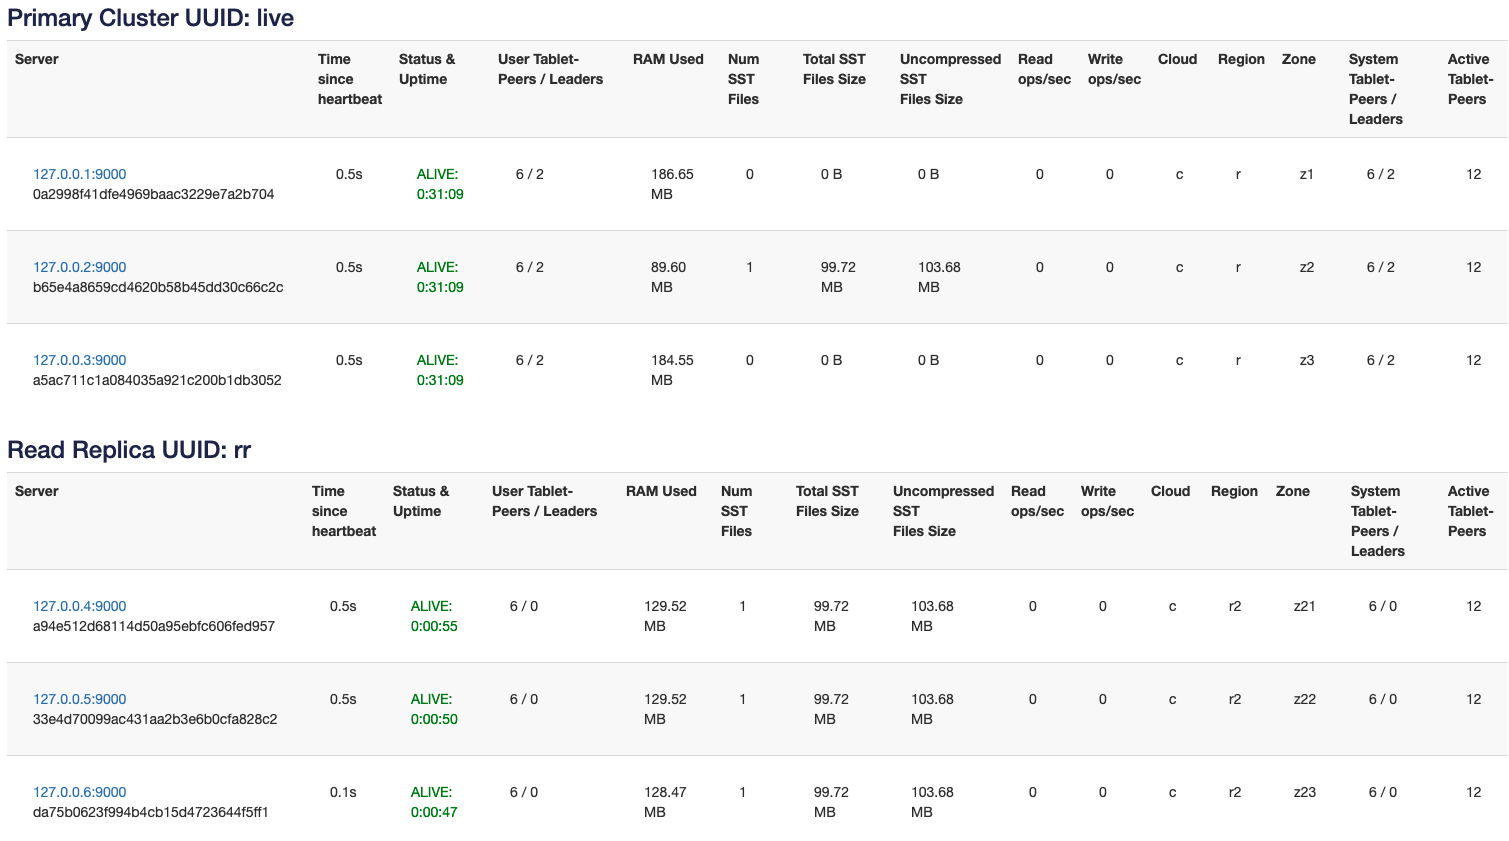 Primary Cluster UUID: live
Server Time since heartbeat Status & Uptime User Tablet-Peers / Leaders RAM Used Num SST Files Total SST Files Size Uncompressed SST Files Size Read ops/sec Write ops/sec Cloud Region Zone System Tablet-Peers / Leaders Active Tablet-Peers
127.0.0.1:9000 0.5s ALIVE: 6 / 2 186.65 0 0 B 0 B 0 0 c r z1 6 / 2 12
0a2998f41dfe4969baac3229e7a2b704 0:31:09 MB
127.0.0.2:9000 0.5s ALIVE: 6 / 2 89.60 1 99.72 103.68 0 0 c r z2 6 / 2 12
b65e4a8659cd4620b58b45dd30c66c2c 0:31:09 MB MB MB
127.0.0.3:9000 0.5s ALIVE: 6 / 2 184.55 0 0 B 0 B 0 0 c r z3 6 / 2 12
a5ac711c1a084035a921c200b1db3052 0:31:09 MB
Read Replica UUID: rr
Server Time since heartbeat Status & Uptime User Tablet-Peers / Leaders RAM Used Num SST Files Total SST Files Size Uncompressed SST Files Size Read ops/sec Write ops/sec Cloud Region Zone System Tablet-Peers / Leaders Active Tablet-Peers
127.0.0.4:9000 0.5s ALIVE: 6 / 0 129.52 1 99.72 103.68 0 0 c r2 z21 6 / 0 12
a94e512d68114d50a95ebfc606fed957 0:00:55 MB MB MB
127.0.0.5:9000 0.5s ALIVE: 6 / 0 129.52 1 99.72 103.68 0 0 c r2 z22 6 / 0 12
33e4d70099ac431aa2b3e6b0cfa828c2 0:00:50 MB MB MB
127.0.0.6:9000 0.1s ALIVE: 6 / 0 128.47 1 99.72 103.68 0 0 c r2 z23 6 / 0 12
da75b0623f994b4cb15d4723644f5ff1 0:00:47 MB MB MB